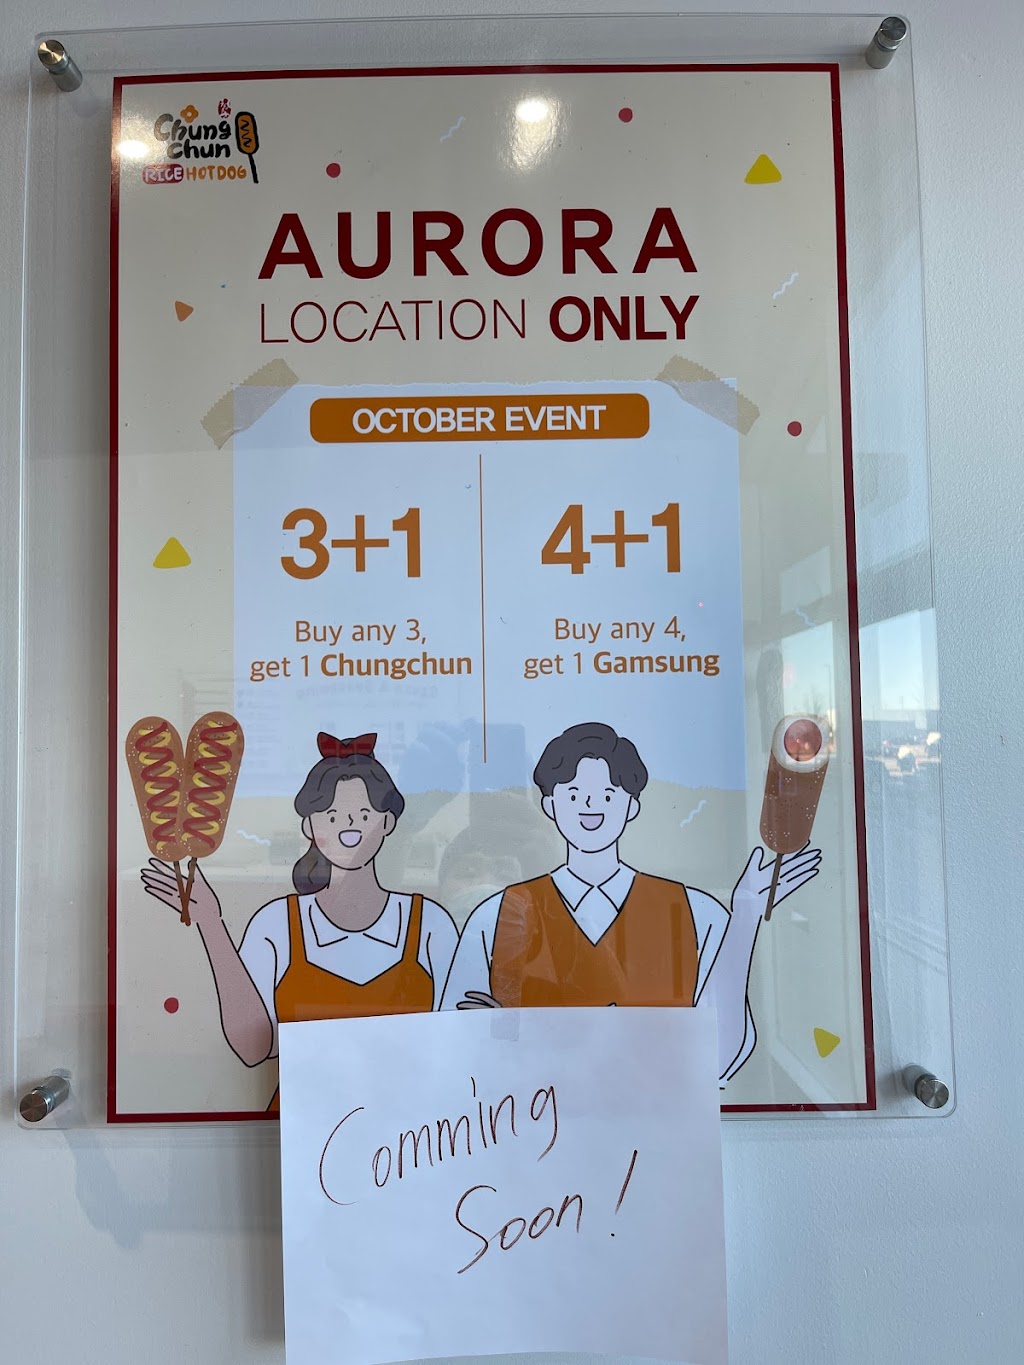 Chung
Chun
RICE HOTDOG
AURORA
LOCATION ONLY
OCTOBER EVENT
3+1
Buy any 3,
get 1 Chungchun
4+1
Buy any 4,
get 1 Gamsung
Comming
Soon!